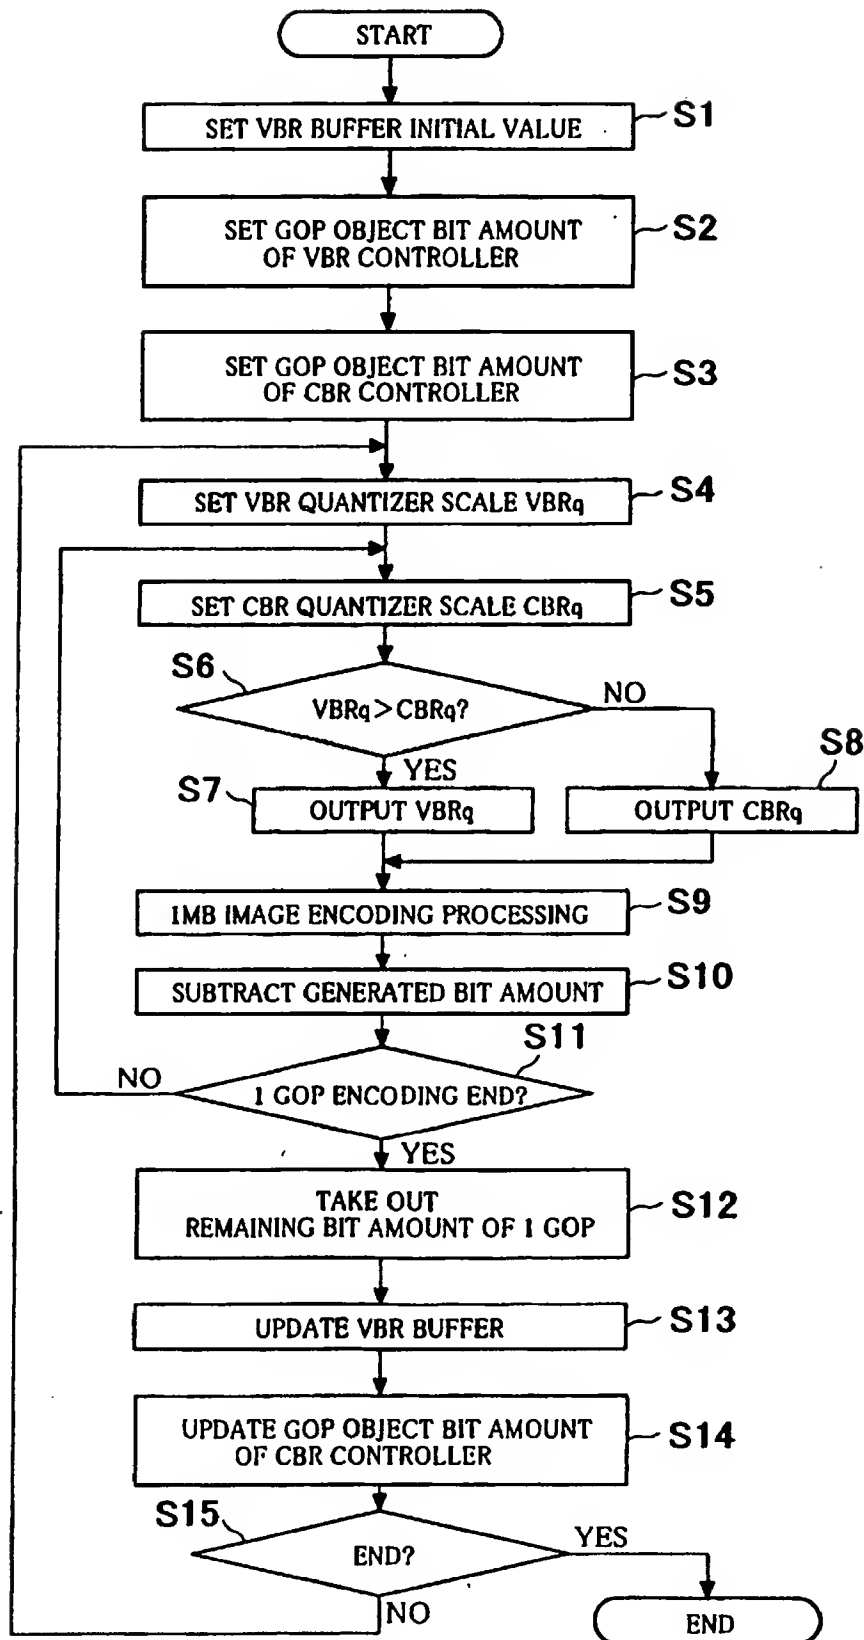 START
SET VBR BUFFER INITIAL VALUE
S1
SET GOP OBJECT BIT AMOUNT
OF VBR CONTROLLER
S2
SET GOP OBJECT BIT AMOUNT
OF CBR CONTROLLER
S3
SET VBR QUANTIZER SCALE VBRq
S4
SET CBR QUANTIZER SCALE CBRq
S5
S6
VBRq>CBRq?
NO
YES
S7
OUTPUT VBRq
S8
OUTPUT CBRq
1MB IMAGE ENCODING PROCESSING
S9
SUBTRACT GENERATED BIT AMOUNT
S10
S11
1 GOP ENCODING END?
NO
YES
TAKE OUT
REMAINING BIT AMOUNT OF 1 GOP
S12
UPDATE VBR BUFFER
S13
UPDATE GOP OBJECT BIT AMOUNT
OF CBR CONTROLLER
S14
S15
END?
YES
NO
END